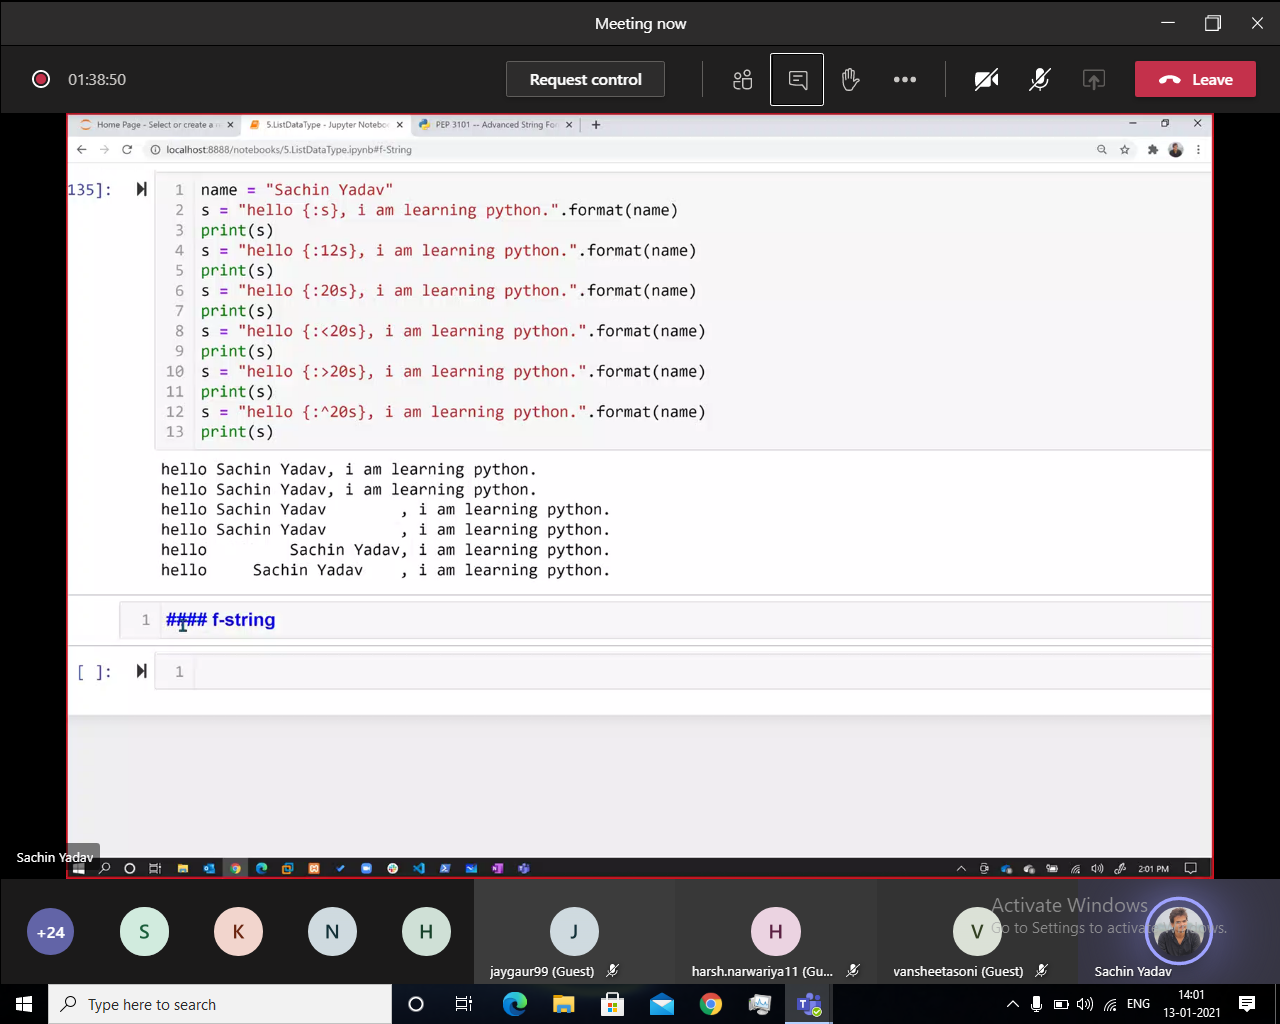 Meeting now
01:38:50
Request control
Leave
Home Page - Select or create a n
5.ListDataType - Jupyter Notebo
PEP 3101 -- Advanced String For
localhost:8888/notebooks/5.ListDataType.ipynb#f-String
135]:
1 name = "Sachin Yadav"
2 s = "hello {:s}, i am learning python.".format(name)
3 print(s)
4 s = "hello {:12s}, i am learning python.".format(name)
5 print(s)
6 s = "hello {:20s}, i am learning python.".format(name)
7 print(s)
8 s = "hello {:<20s}, i am learning python.".format(name)
9 print(s)
10 s = "hello {:>20s}, i am learning python.".format(name)
11 print(s)
12 s = "hello {:^20s}, i am learning python.".format(name)
13 print(s)
hello Sachin Yadav, i am learning python.
hello Sachin Yadav, i am learning python.
hello Sachin Yadav        , i am learning python.
hello Sachin Yadav        , i am learning python.
hello         Sachin Yadav, i am learning python.
hello     Sachin Yadav    , i am learning python.
1 #### f-string
[ ]: 1
Sachin Yadav
2:01 PM
+24
S
K
N
H
J
H
V
jaygaur99 (Guest)
harsh.narwariya11 (Gu...
vansheetasoni (Guest)
Sachin Yadav
Activate Windows
Go to Settings to activate Windows.
Type here to search
ENG
14:01
13-01-2021